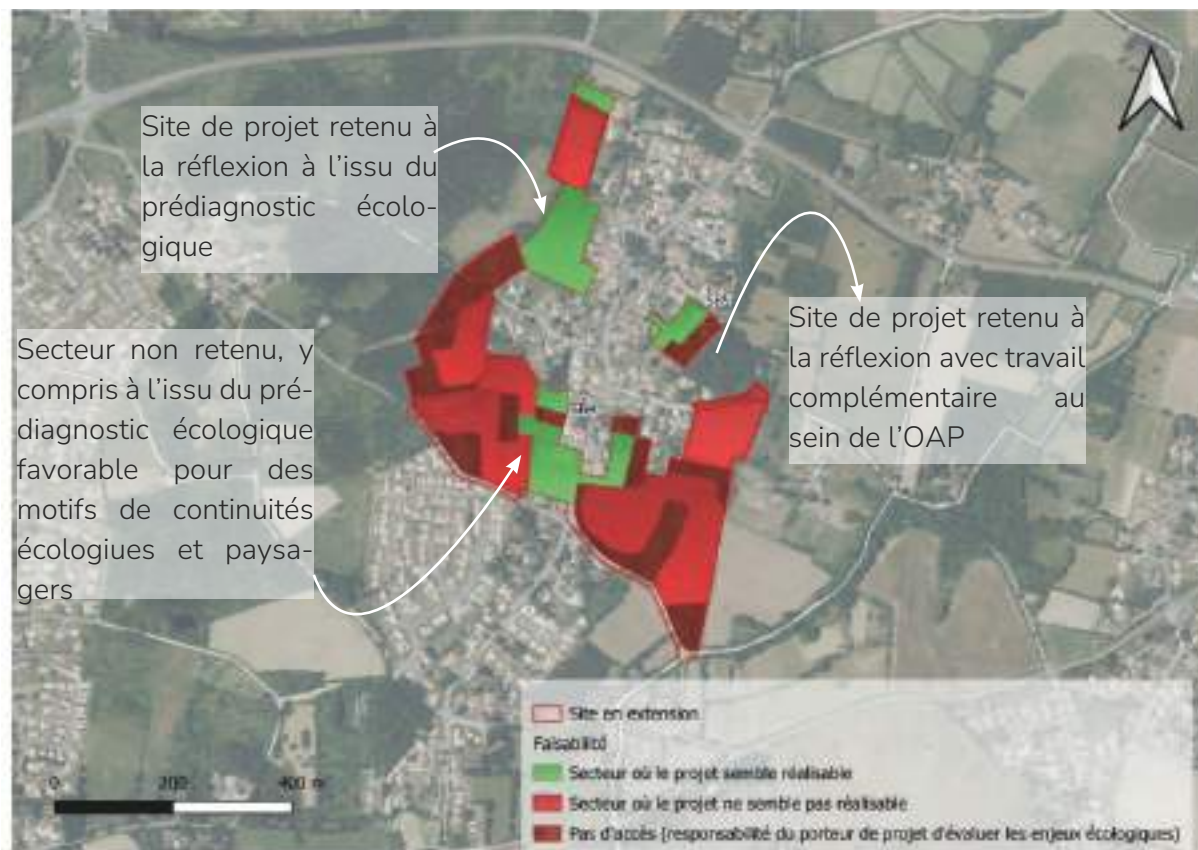 Site de projet retenu à
la réflexion à l'issu du
prédiagnostic écolo-
gique
Secteur non retenu, y
compris à l'issu du pré-
diagnostic écologique
favorable pour des
motifs de continuités
écologiues et paysa-
gers
Site de projet retenu à
la réflexion avec travail
complémentaire au
sein de l'OAP
0 200 400 m
Site en extension
Faisabilité
Secteur où le projet semble réalisable
Secteur où le projet ne semble pas réalisable
Pas d'accès (responsabilité du porteur de projet d'évaluer les enjeux écologiques)